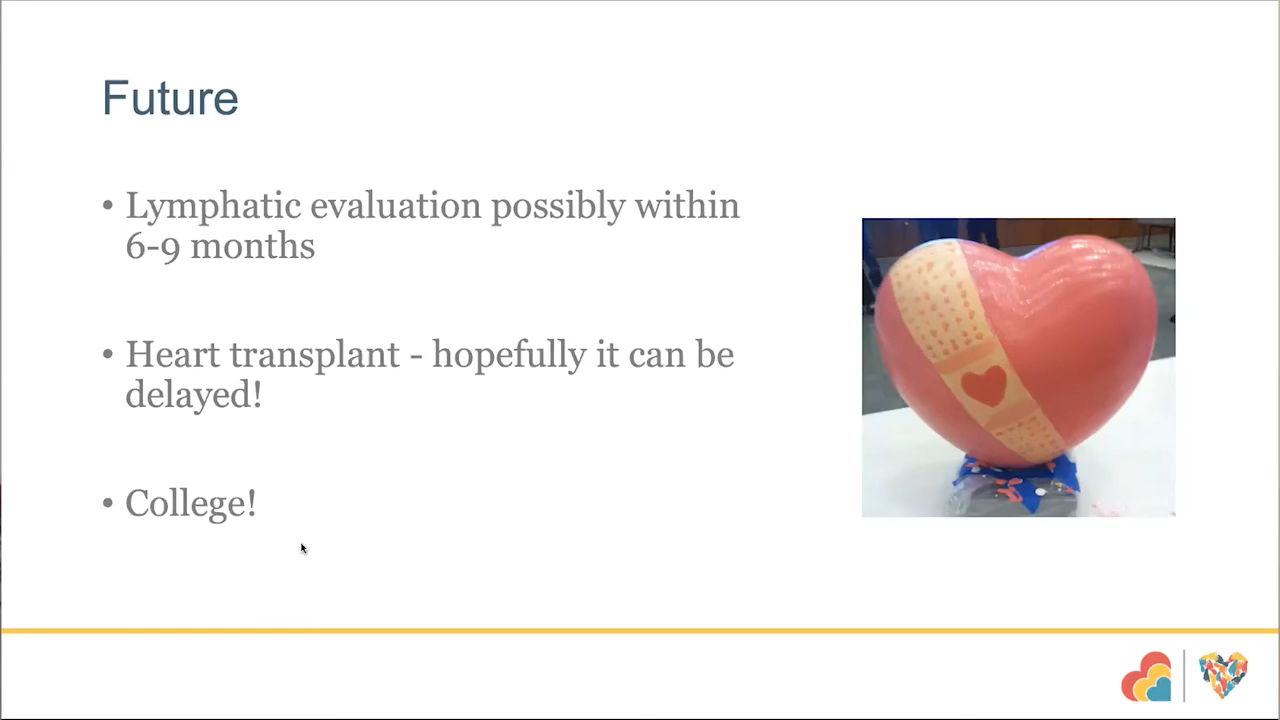 Future
• Lymphatic evaluation possibly within
6-9 months
• Heart transplant - hopefully it can be
delayed!
• College!